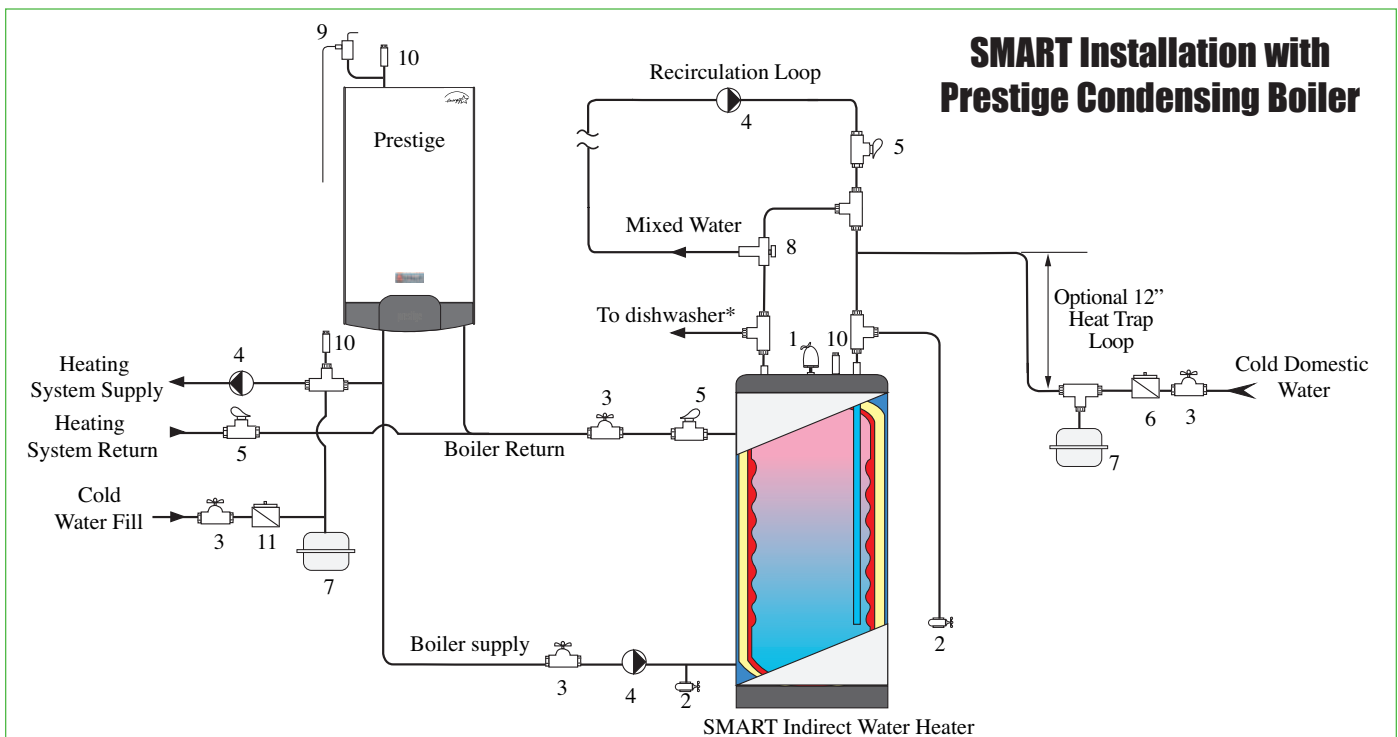 SMART Installation with
Prestige Condensing Boiler
9
10
Recirculation Loop
4
Prestige
5
Mixed Water
8
To dishwasher*
Optional 12”
Heat Trap
Loop
10
1
10
Heating
System Supply
4
Cold Domestic
Water
3
5
6
3
Heating
System Return
5
Boiler Return
7
Cold
Water Fill
3
11
7
2
Boiler supply
3
4
2
SMART Indirect Water Heater